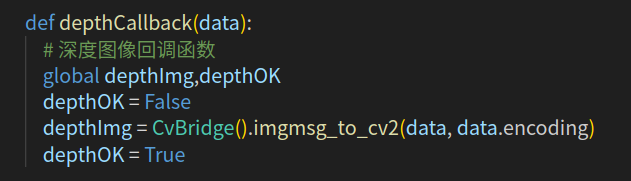 def depthCallback(data):
# 深度图像回调函数
global depthImg,depthOK
depthOK = False
depthImg = CvBridge().imgmsg_to_cv2(data, data.encoding)
depthOK = True